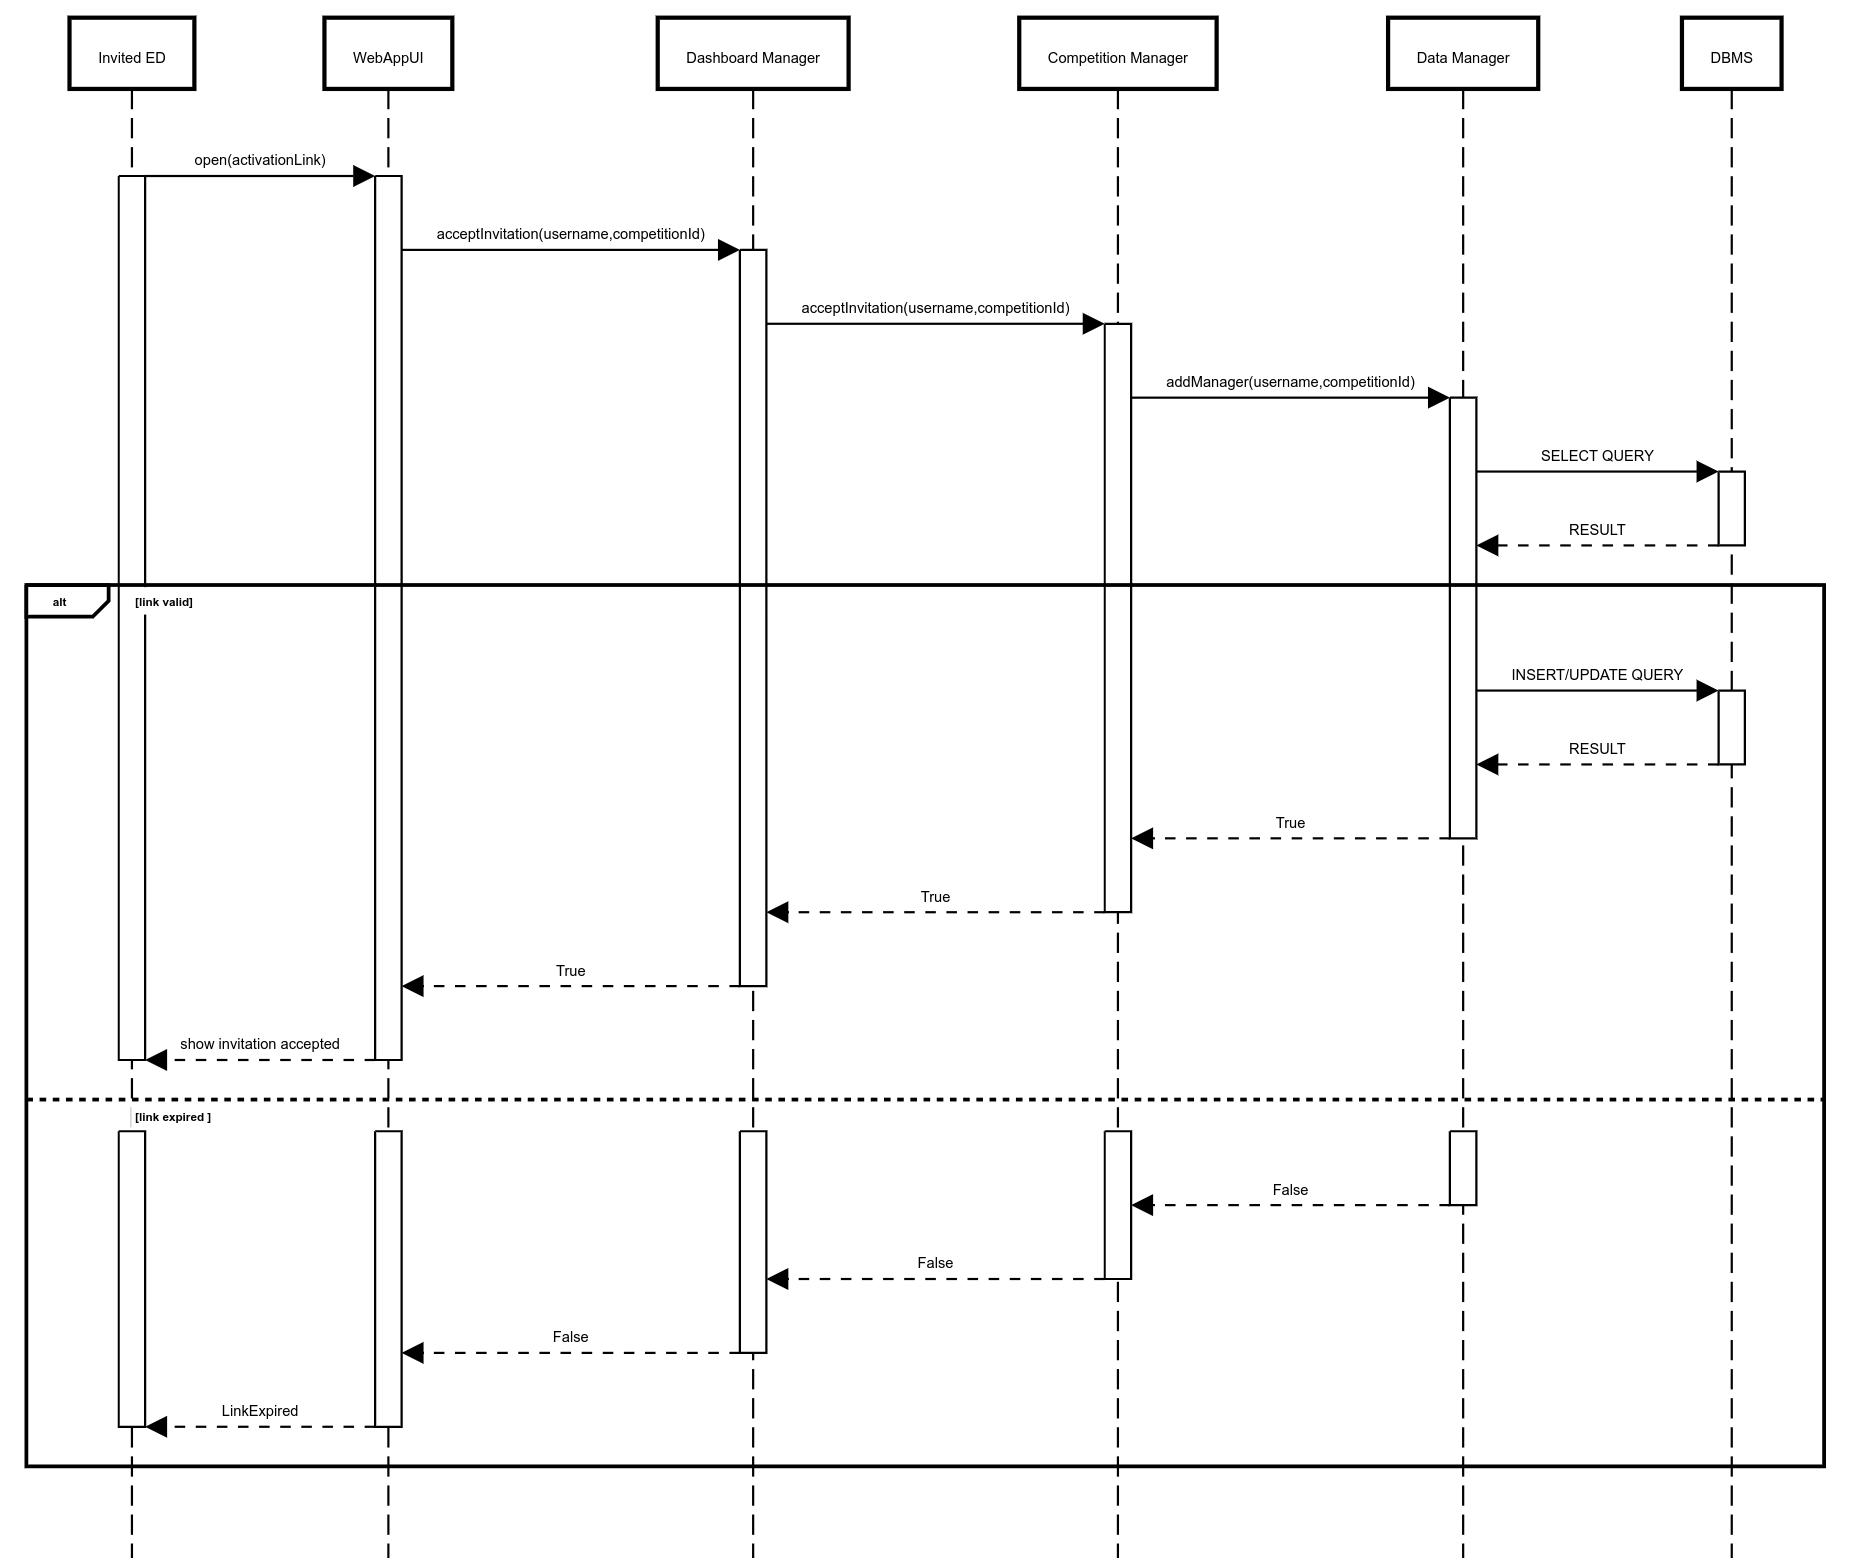 Invited ED
WebAppUI
Dashboard Manager
Competition Manager
Data Manager
DBMS
open(activationLink)
acceptInvitation(username,competitionId)
acceptInvitation(username,competitionId)
addManager(username,competitionId)
SELECT QUERY
RESULT
alt
[link valid]
INSERT/UPDATE QUERY
RESULT
True
True
True
show invitation accepted
[link expired ]
False
False
False
LinkExpired